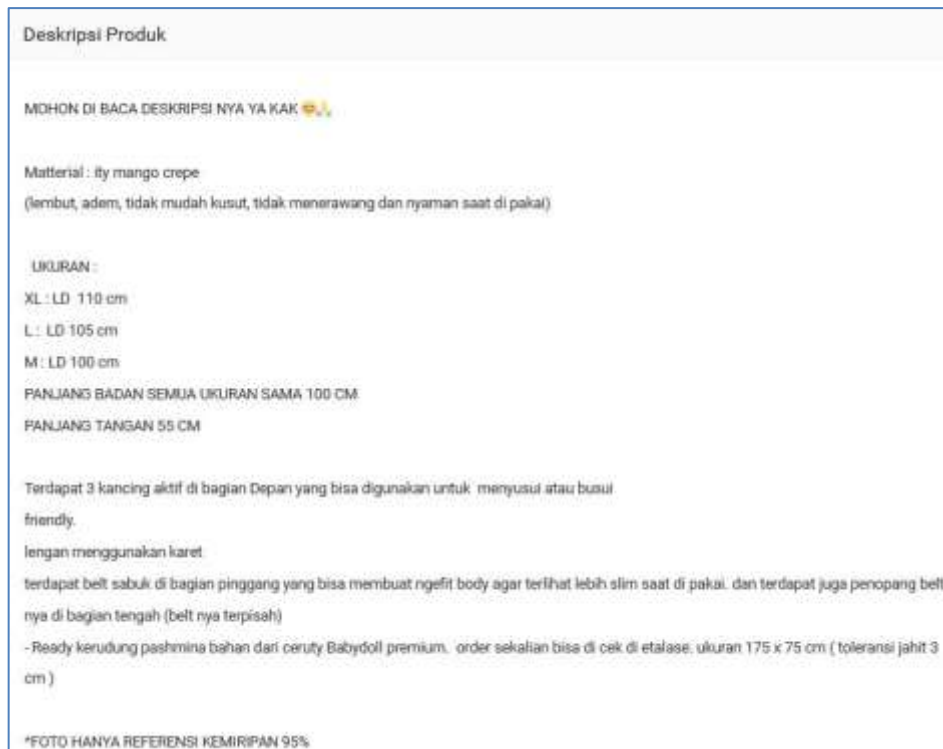 Deskripsi Produk
MOHON DI BACA DESKRIPSI NYA YA KAK 😊🙏
Matterial : ity mango crepe
(lembut, adem, tidak mudah kusut, tidak menerawang dan nyaman saat di pakai)
UKURAN :
XL : LD 110 cm
L : LD 105 cm
M : LD 100 cm
PANJANG BADAN SEMUA UKURAN SAMA 100 CM
PANJANG TANGAN 55 CM
Terdapat 3 kancing aktif di bagian Depan yang bisa digunakan untuk menyusui atau busui
friendly.
lengan menggunakan karet
terdapat belt sabuk di bagian pinggang yang bisa membuat ngefit body agar terlihat lebih slim saat di pakai. dan terdapat juga penopang belt
nya di bagian tengah (belt nya terpisah)
- Ready kerudung pashmina bahan dari ceruty Babydoll premium. order sekalian bisa di cek di etalase. ukuran 175 x 75 cm ( toleransi jahit 3
cm )
*FOTO HANYA REFERENSI KEMIRIPAN 95%